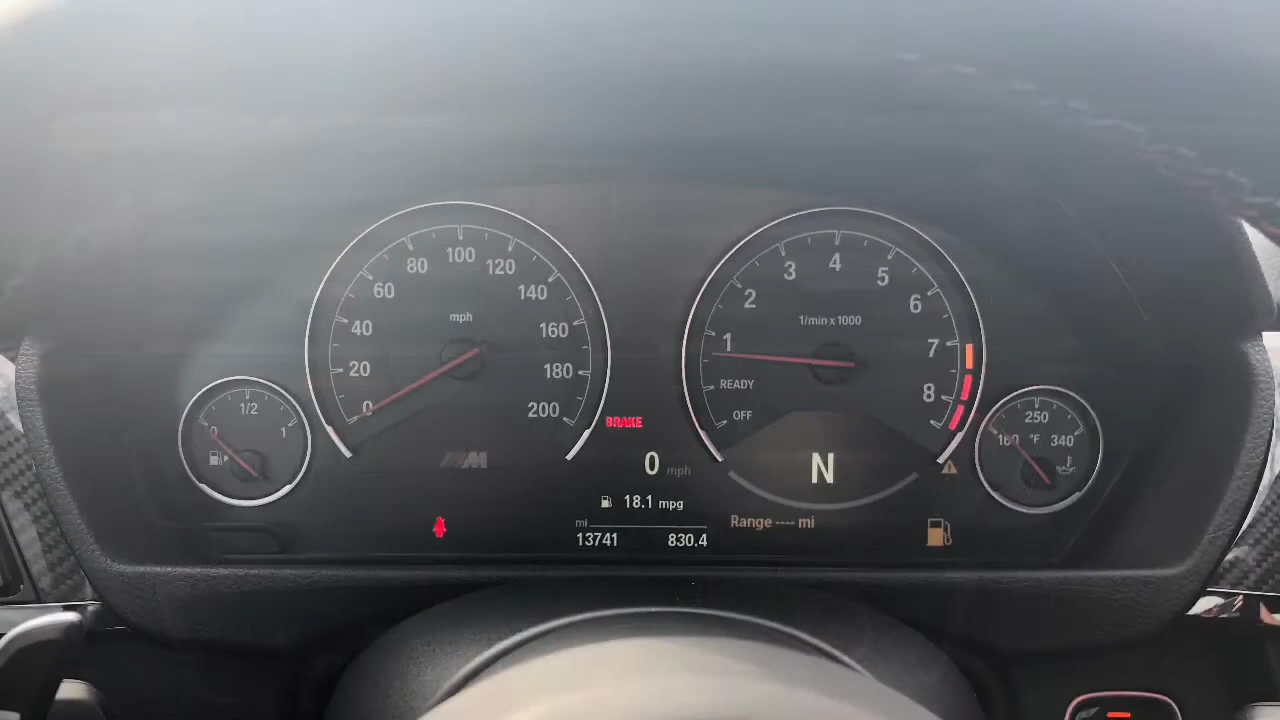 0
20
40
60
80
100
120
140
160
180
200
mph
M
OFF
READY
1
2
3
4
5
6
7
8
1/min x 1000
0
1/2
1
160
250
340
°F
BRAKE
0 mph
N
18.1 mpg
mi
13741 830.4
Range ---- mi